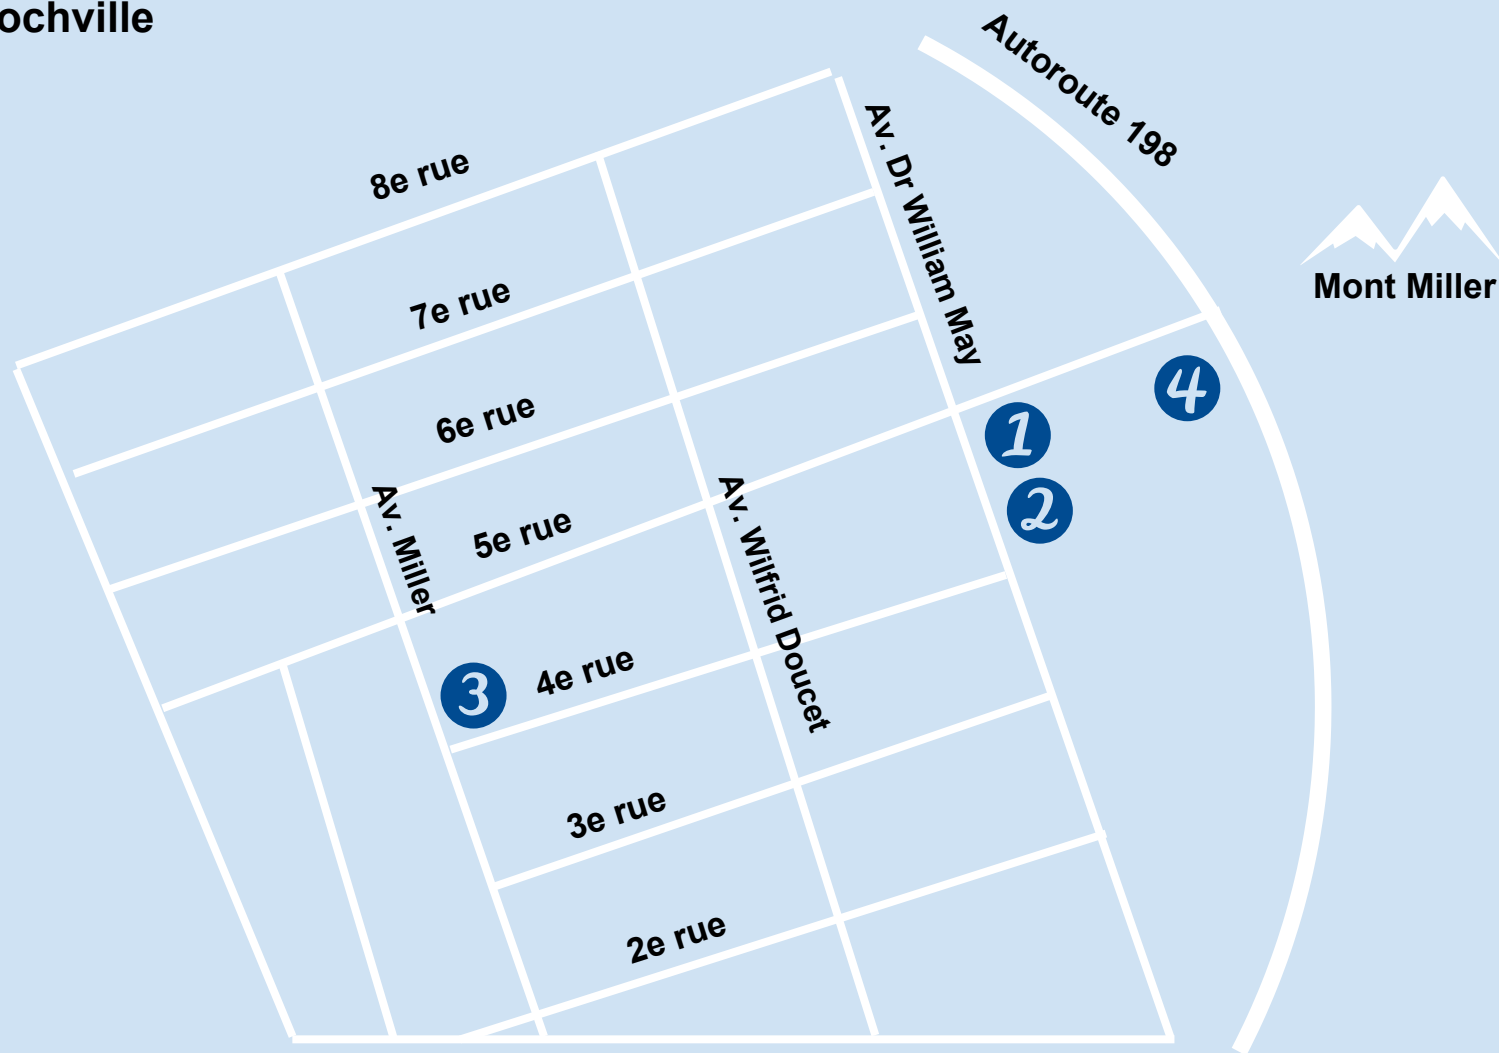 ochville
Autoroute 198
Av. Dr William May
8e rue
Mont Miller
7e rue
6e rue
4
1
Av. Miller
Av. Wilfrid Doucet
5e rue
2
3
4e rue
3e rue
2e rue